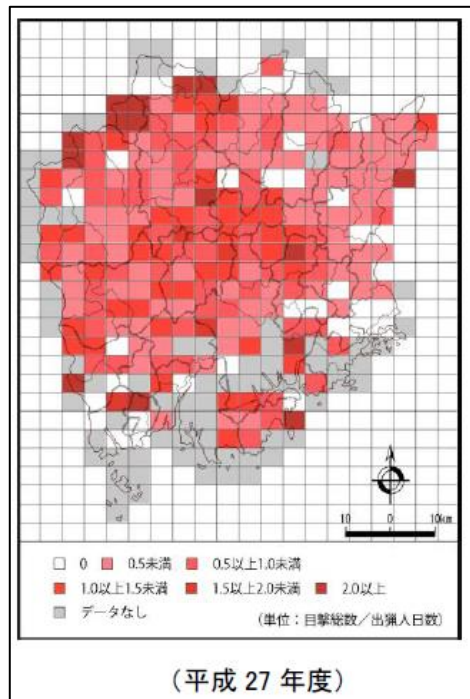 10 0 10km
0 0.5未満 0.5以上1.0未満
1.0以上1.5未満 1.5以上2.0未満 2.0以上
データなし (単位：目撃総数／出猟人日数)
(平成 27 年度)